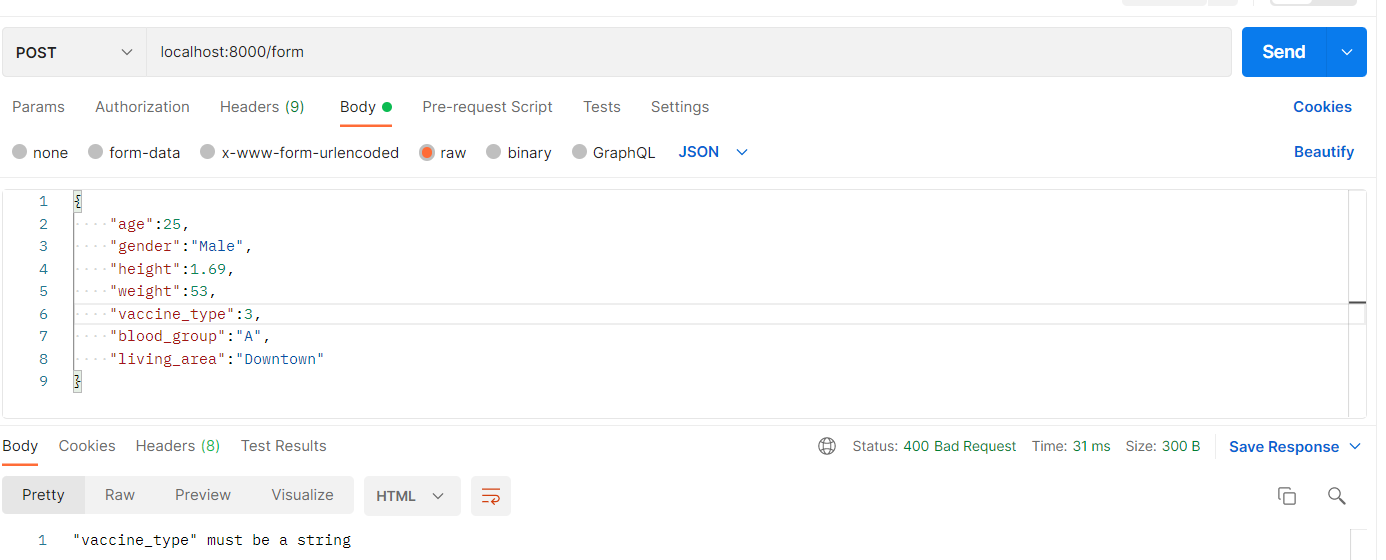 POST localhost:8000/form Send
Params Authorization Headers (9) Body Pre-request Script Tests Settings Cookies
none form-data x-www-form-urlencoded raw binary GraphQL JSON Beautify
1 {
2 "age":25,
3 "gender":"Male",
4 "height":1.69,
5 "weight":53,
6 "vaccine_type":3,
7 "blood_group":"A",
8 "living_area":"Downtown"
9 }
Body Cookies Headers (8) Test Results Status: 400 Bad Request Time: 31 ms Size: 300 B Save Response
Pretty Raw Preview Visualize HTML
1 "vaccine_type" must be a string